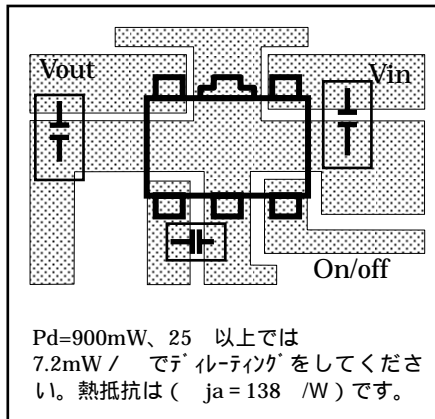 Vout
Vin
On/off
Pd=900mW、25 以上では
7.2mW / でﾃﾞｨﾚｰﾃｨﾝｸﾞをしてくださ
い。熱抵抗は ( ja = 138 /W ) です。